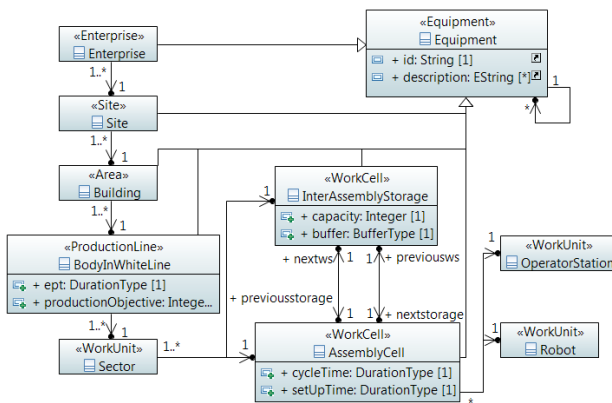 «Enterprise»
Enterprise
«Equipment»
Equipment
+ id: String [1]
+ description: EString [*]
1..*
1
1
*
«Site»
Site
1..*
1
«Area»
Building
1..*
1
«WorkCell»
InterAssemblyStorage
+ capacity: Integer [1]
+ buffer: BufferType [1]
1
«ProductionLine»
BodyInWhiteLine
+ ept: DurationType [1]
+ productionObjective: Intege...
«WorkUnit»
OperatorStation
1
+ nextws
1
1
+ previousws
+ previousstorage
1
1
+ nextstorage
1..*
1
«WorkUnit»
Sector
1..*
1
«WorkCell»
AssemblyCell
+ cycleTime: DurationType [1]
+ setUpTime: DurationType [1]
*
1
«WorkUnit»
Robot